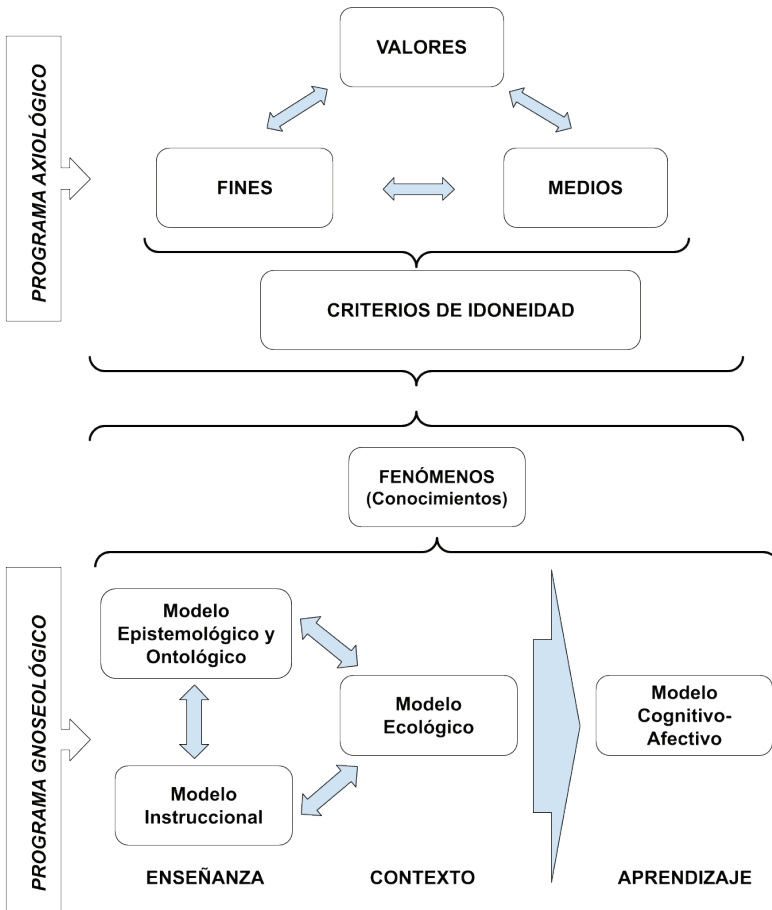 PROGRAMA AXIOLÓGICO
VALORES
FINES
MEDIOS
CRITERIOS DE IDONEIDAD
FENÓMENOS
(Conocimientos)
PROGRAMA GNOSEOLÓGICO
Modelo
Epistemológico y
Ontológico
Modelo
Ecológico
Modelo
Cognitivo-
Afectivo
Modelo
Instruccional
ENSEÑANZA
CONTEXTO
APRENDIZAJE